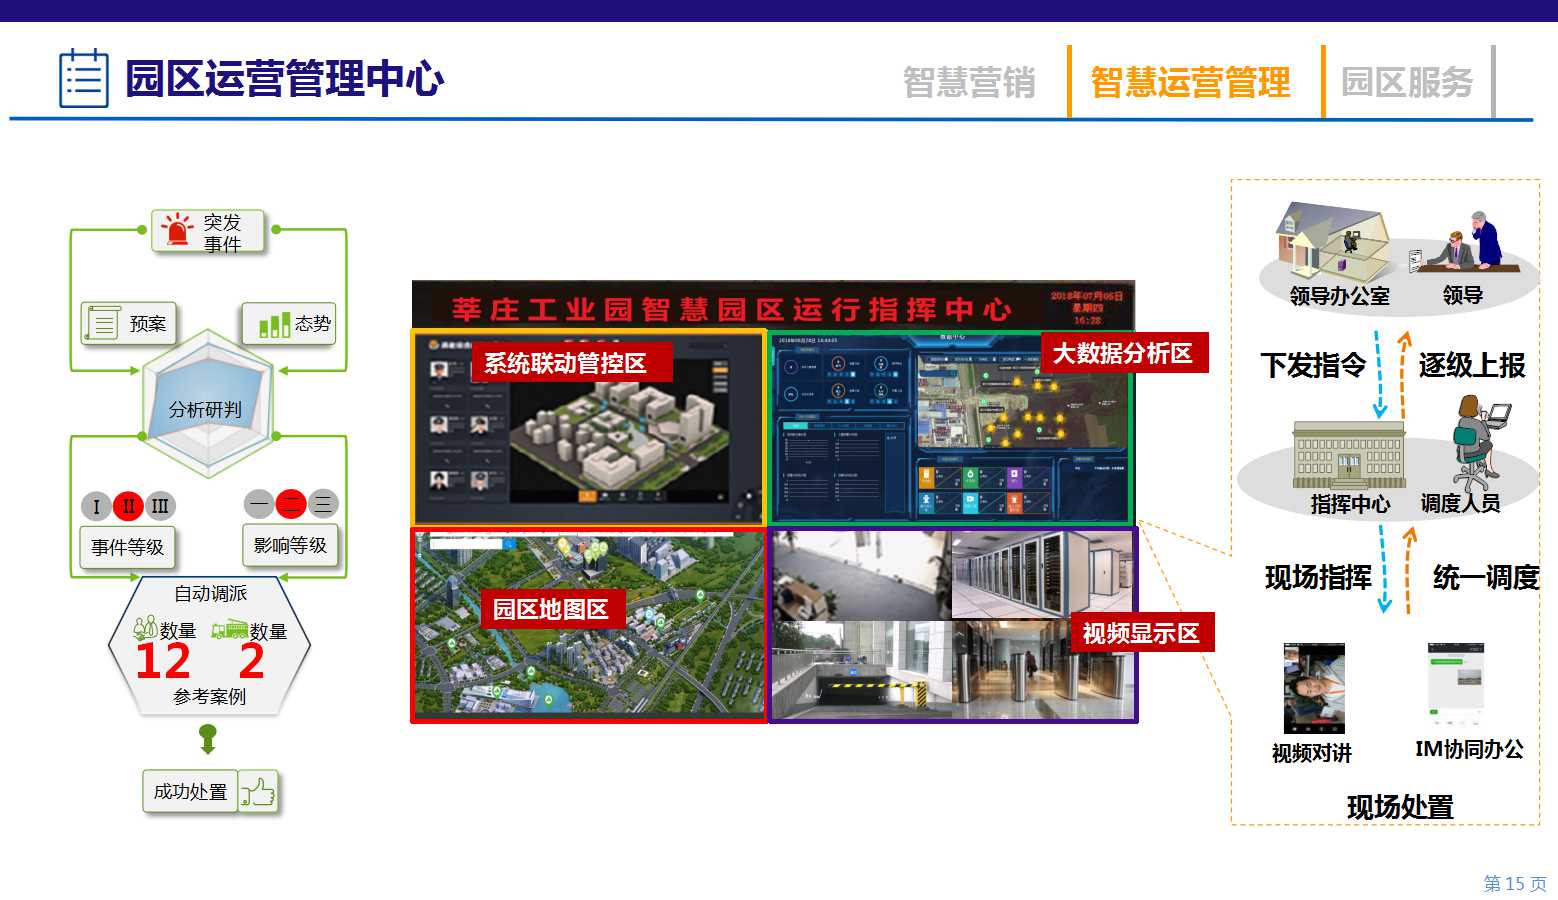 园区运营管理中心
智慧营销
智慧运营管理
园区服务
突发
事件
预案
态势
分析研判
I II III
一 二 三
事件等级
影响等级
自动调派
数量
数量
12
2
参考案例
成功处置
莘庄工业园智慧园区运行指挥中心
2018年07月05日
星期四
16:28
系统联动管控区
数据中心
大数据分析区
园区地图区
视频显示区
领导办公室
领导
下发指令
逐级上报
指挥中心
调度人员
现场指挥
统一调度
视频对讲
IM协同办公
现场处置
第 15 页